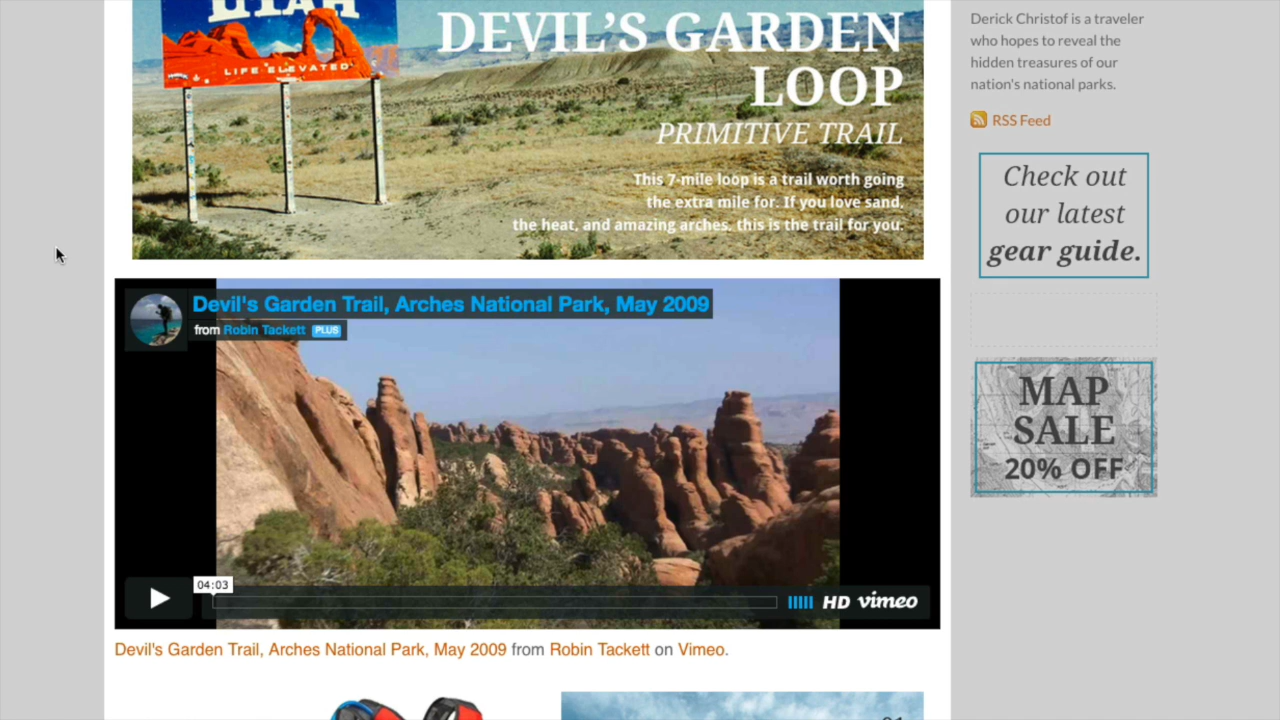 UTAH
LIFE ELEVATED
DEVIL'S GARDEN
LOOP
PRIMITIVE TRAIL
This 7-mile loop is a trail worth going
the extra mile for. If you love sand,
the heat, and amazing arches, this is the trail for you.
Devil's Garden Trail, Arches National Park, May 2009
from Robin Tackett PLUS
04:03
HD vimeo
Devil's Garden Trail, Arches National Park, May 2009 from Robin Tackett on Vimeo.
Derick Christof is a traveler
who hopes to reveal the
hidden treasures of our
nation's national parks.
RSS Feed
Check out
our latest
gear guide.
MAP
SALE
20% OFF